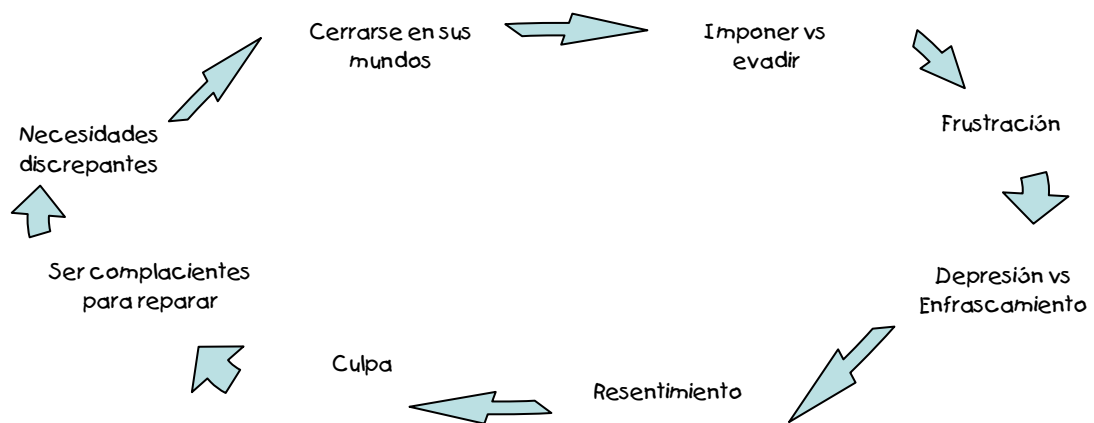 Cerrarse en sus
mundos
Imponer vs
evadir
Frustración
Depresión vs
Enfrascamiento
Resentimiento
Culpa
Ser complacientes
para reparar
Necesidades
discrepantes